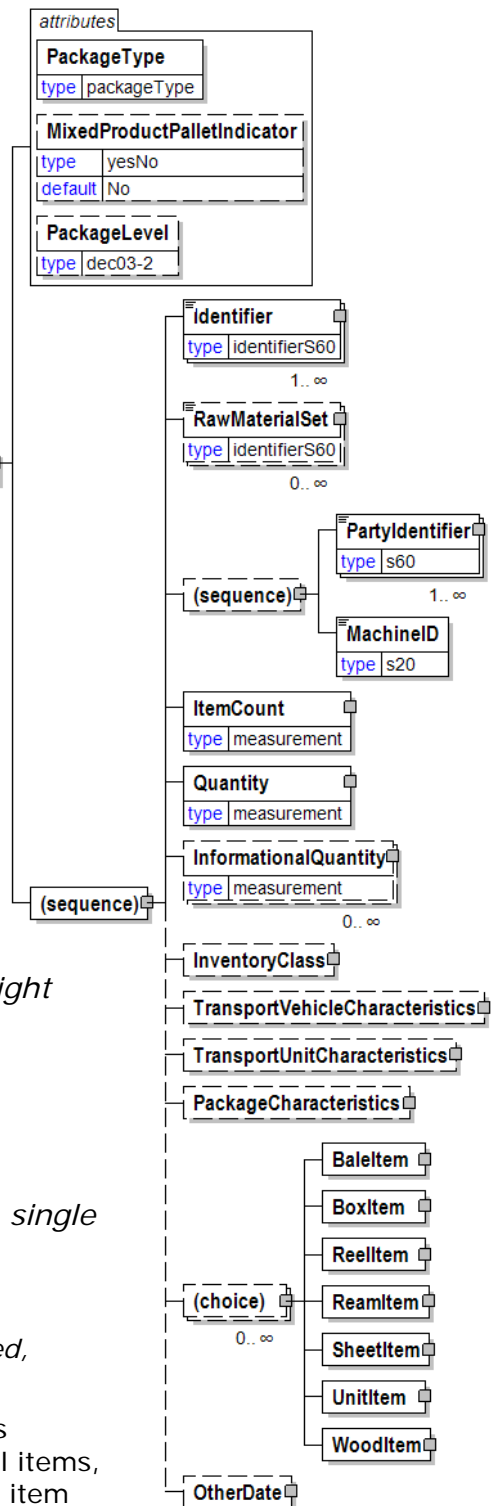 attributes
PackageType
type packageType
MixedProductPalletIndicator
type yesNo
default No
PackageLevel
type dec03-2
Identifier
type identifierS60
1.. ∞
RawMaterialSet
type identifierS60
0.. ∞
PartyIdentifier
type s60
1.. ∞
(sequence)
MachineID
type s20
ItemCount
type measurement
Quantity
type measurement
InformationalQuantity
type measurement
0.. ∞
(sequence)
InventoryClass
ight
TransportVehicleCharacteristics
TransportUnitCharacteristics
PackageCharacteristics
BaleItem
single
BoxItem
ReelItem
(choice)
0.. ∞
ReamItem
ed,
SheetItem
s
UnitItem
l items,
WoodItem
item
OtherDate